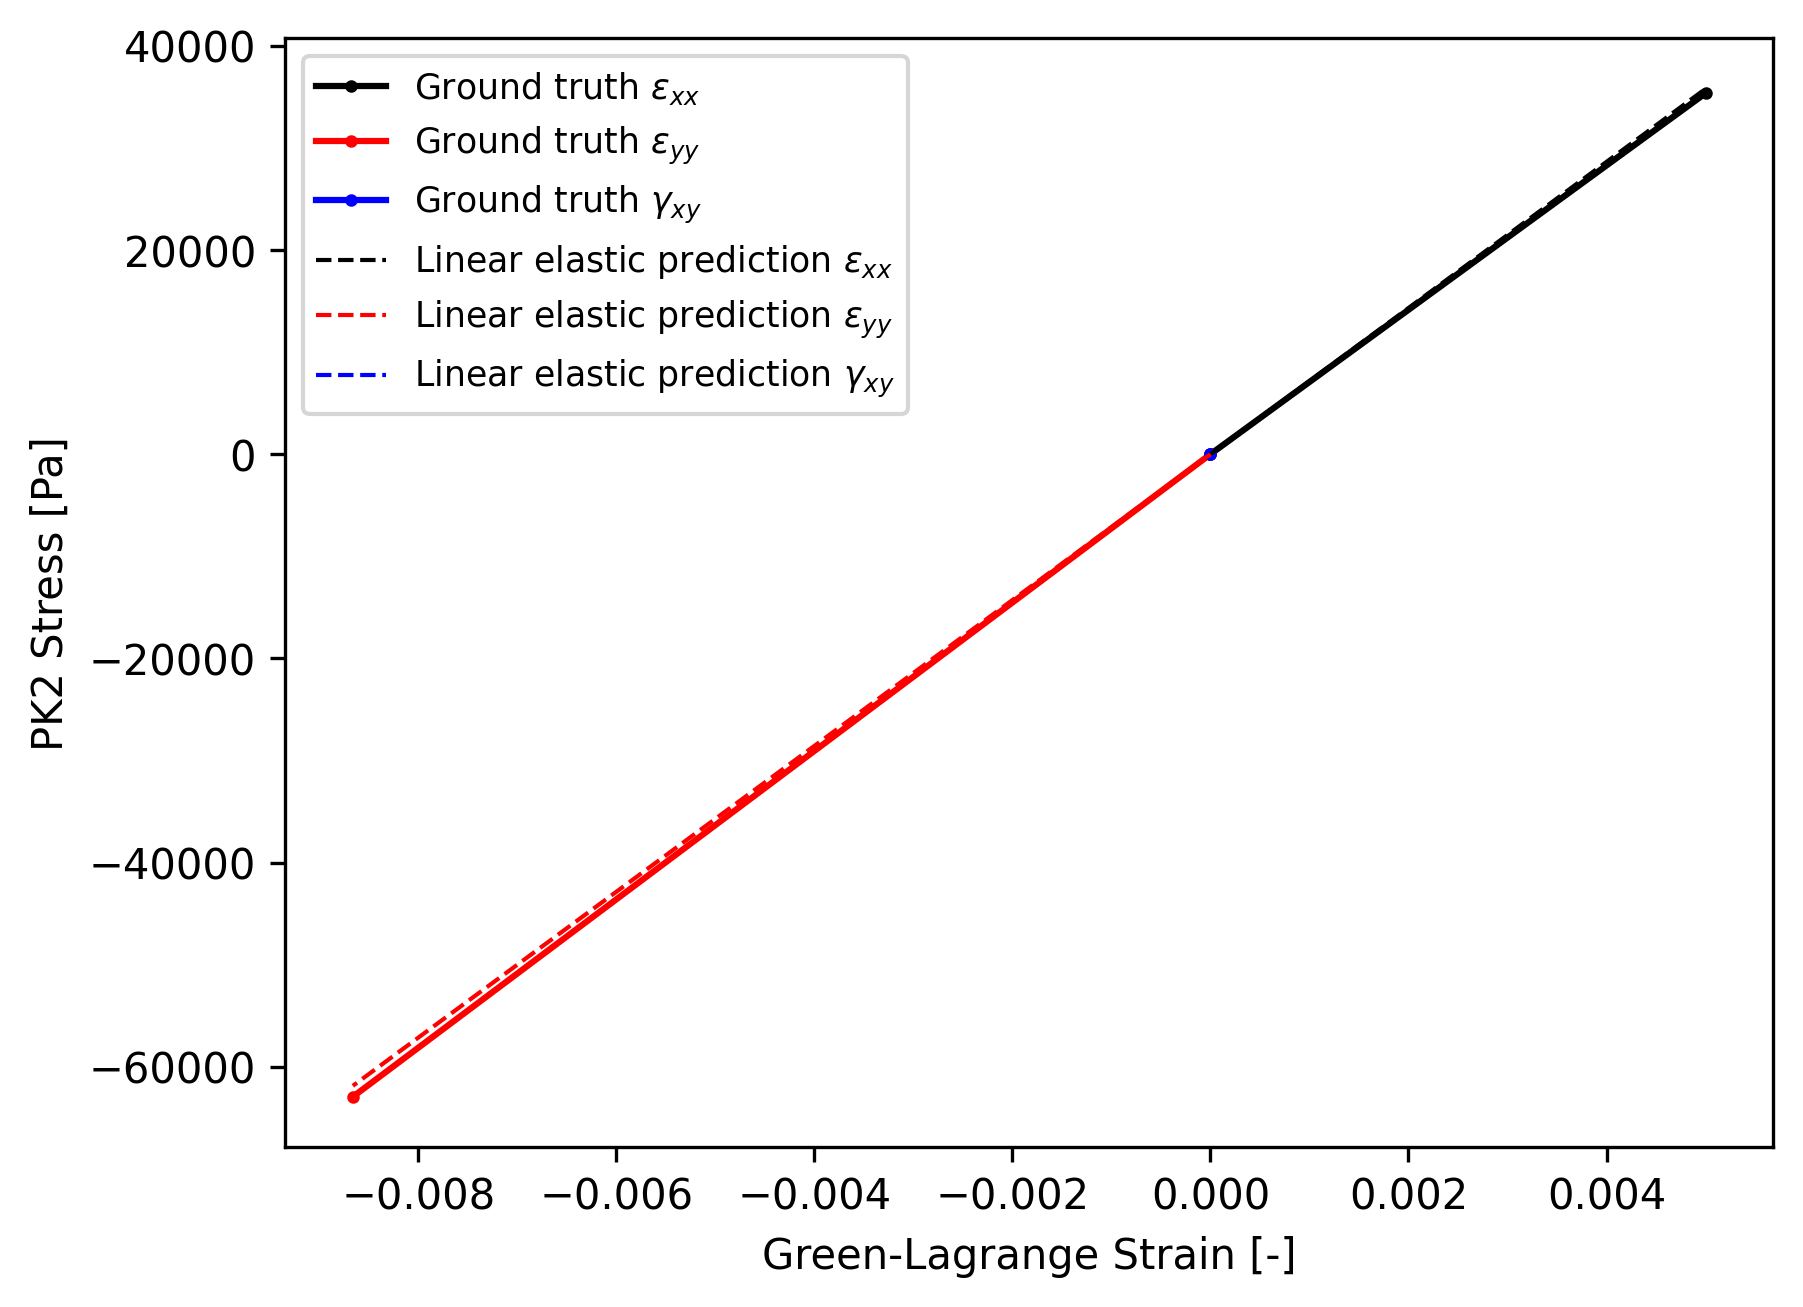 40000
20000
0
−20000
−40000
−60000
PK2 Stress [Pa]
Ground truth εxx
Ground truth εyy
Ground truth γxy
Linear elastic prediction εxx
Linear elastic prediction εyy
Linear elastic prediction γxy
−0.008 −0.006 −0.004 −0.002 0.000 0.002 0.004
Green-Lagrange Strain [-]